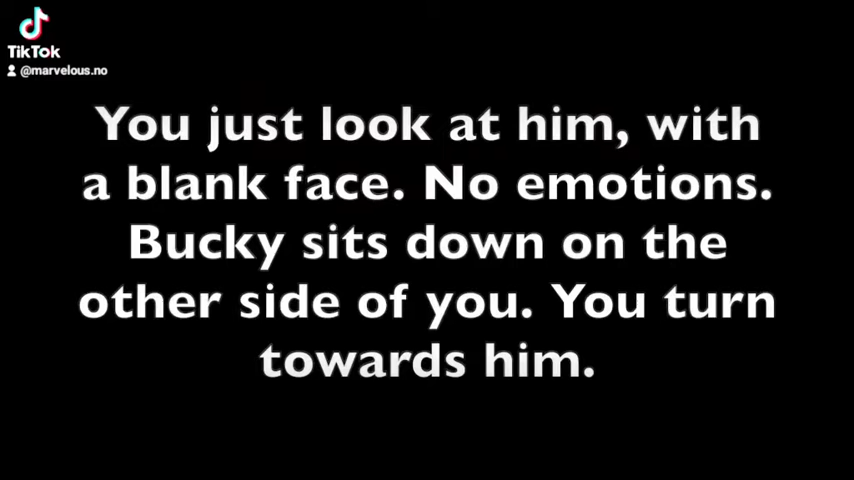 TikTok
@marvelous.no
You just look at him, with
a blank face. No emotions.
Bucky sits down on the
other side of you. You turn
towards him.